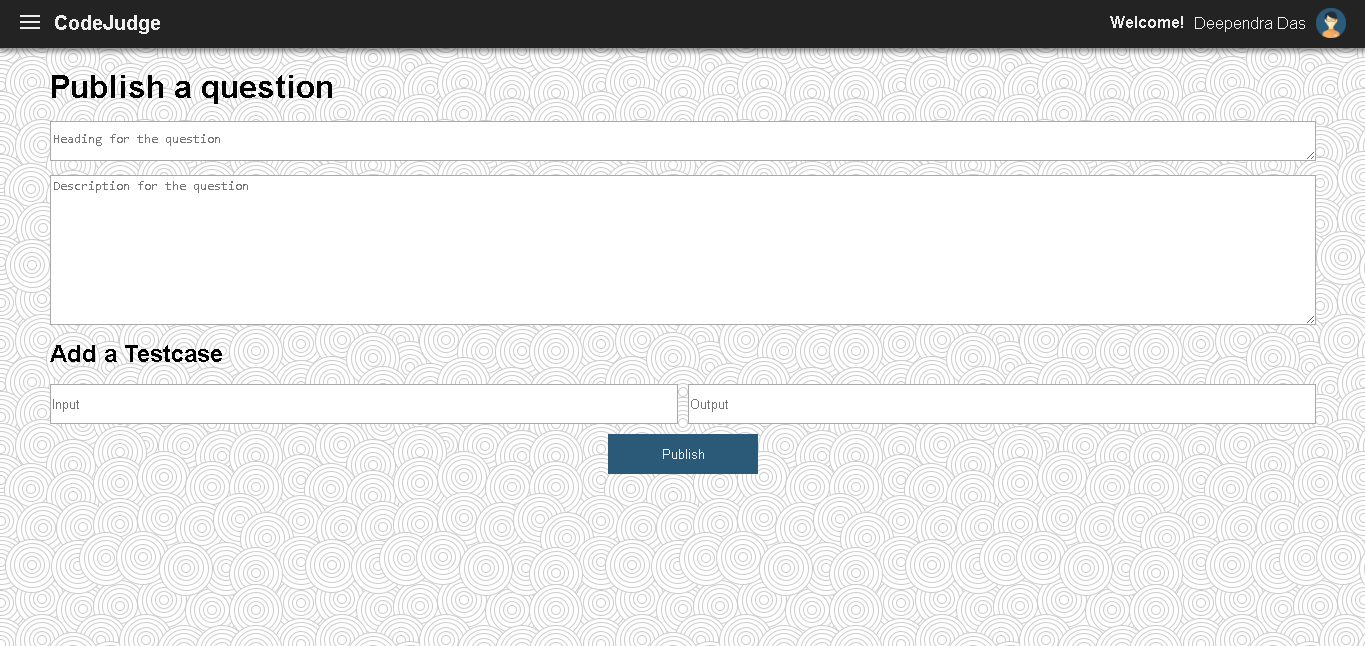 CodeJudge
Welcome! Deependra Das
Publish a question
Heading for the question
Description for the question
Add a Testcase
Input
Output
Publish